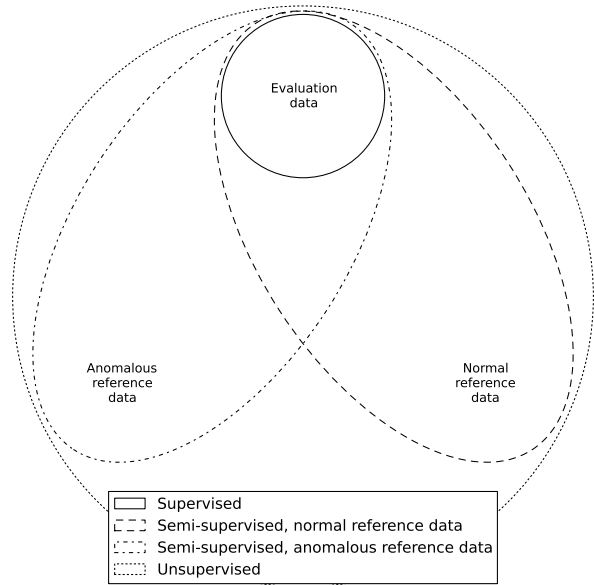 Evaluation
data
Anomalous
reference
data
Normal
reference
data
Supervised
Semi-supervised, normal reference data
Semi-supervised, anomalous reference data
Unsupervised